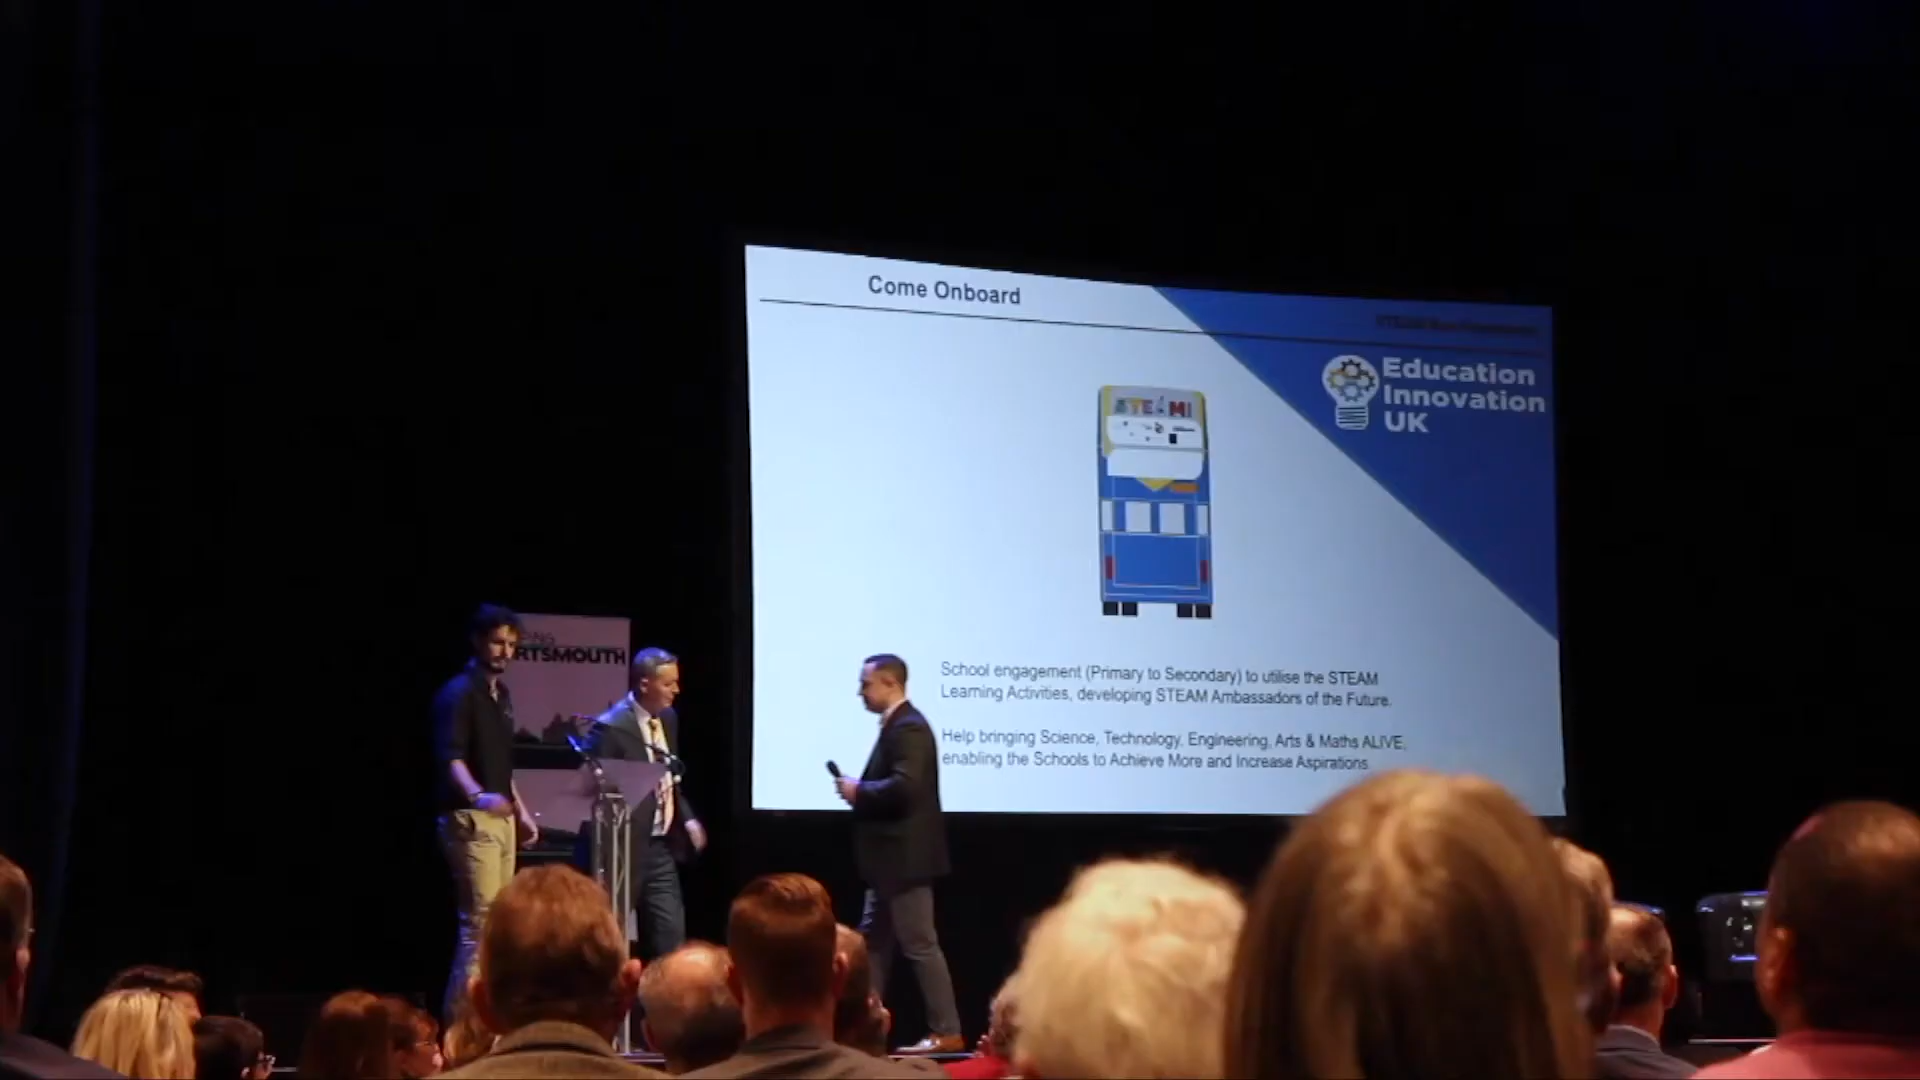 Come Onboard
Education
Innovation
UK
STEAM!
PING
RTSMOUTH
School engagement (Primary to Secondary) to utilise the STEAM
Learning Activities, developing STEAM Ambassadors of the Future.
Help bringing Science, Technology, Engineering, Arts & Maths ALIVE,
enabling the Schools to Achieve More and Increase Aspirations.